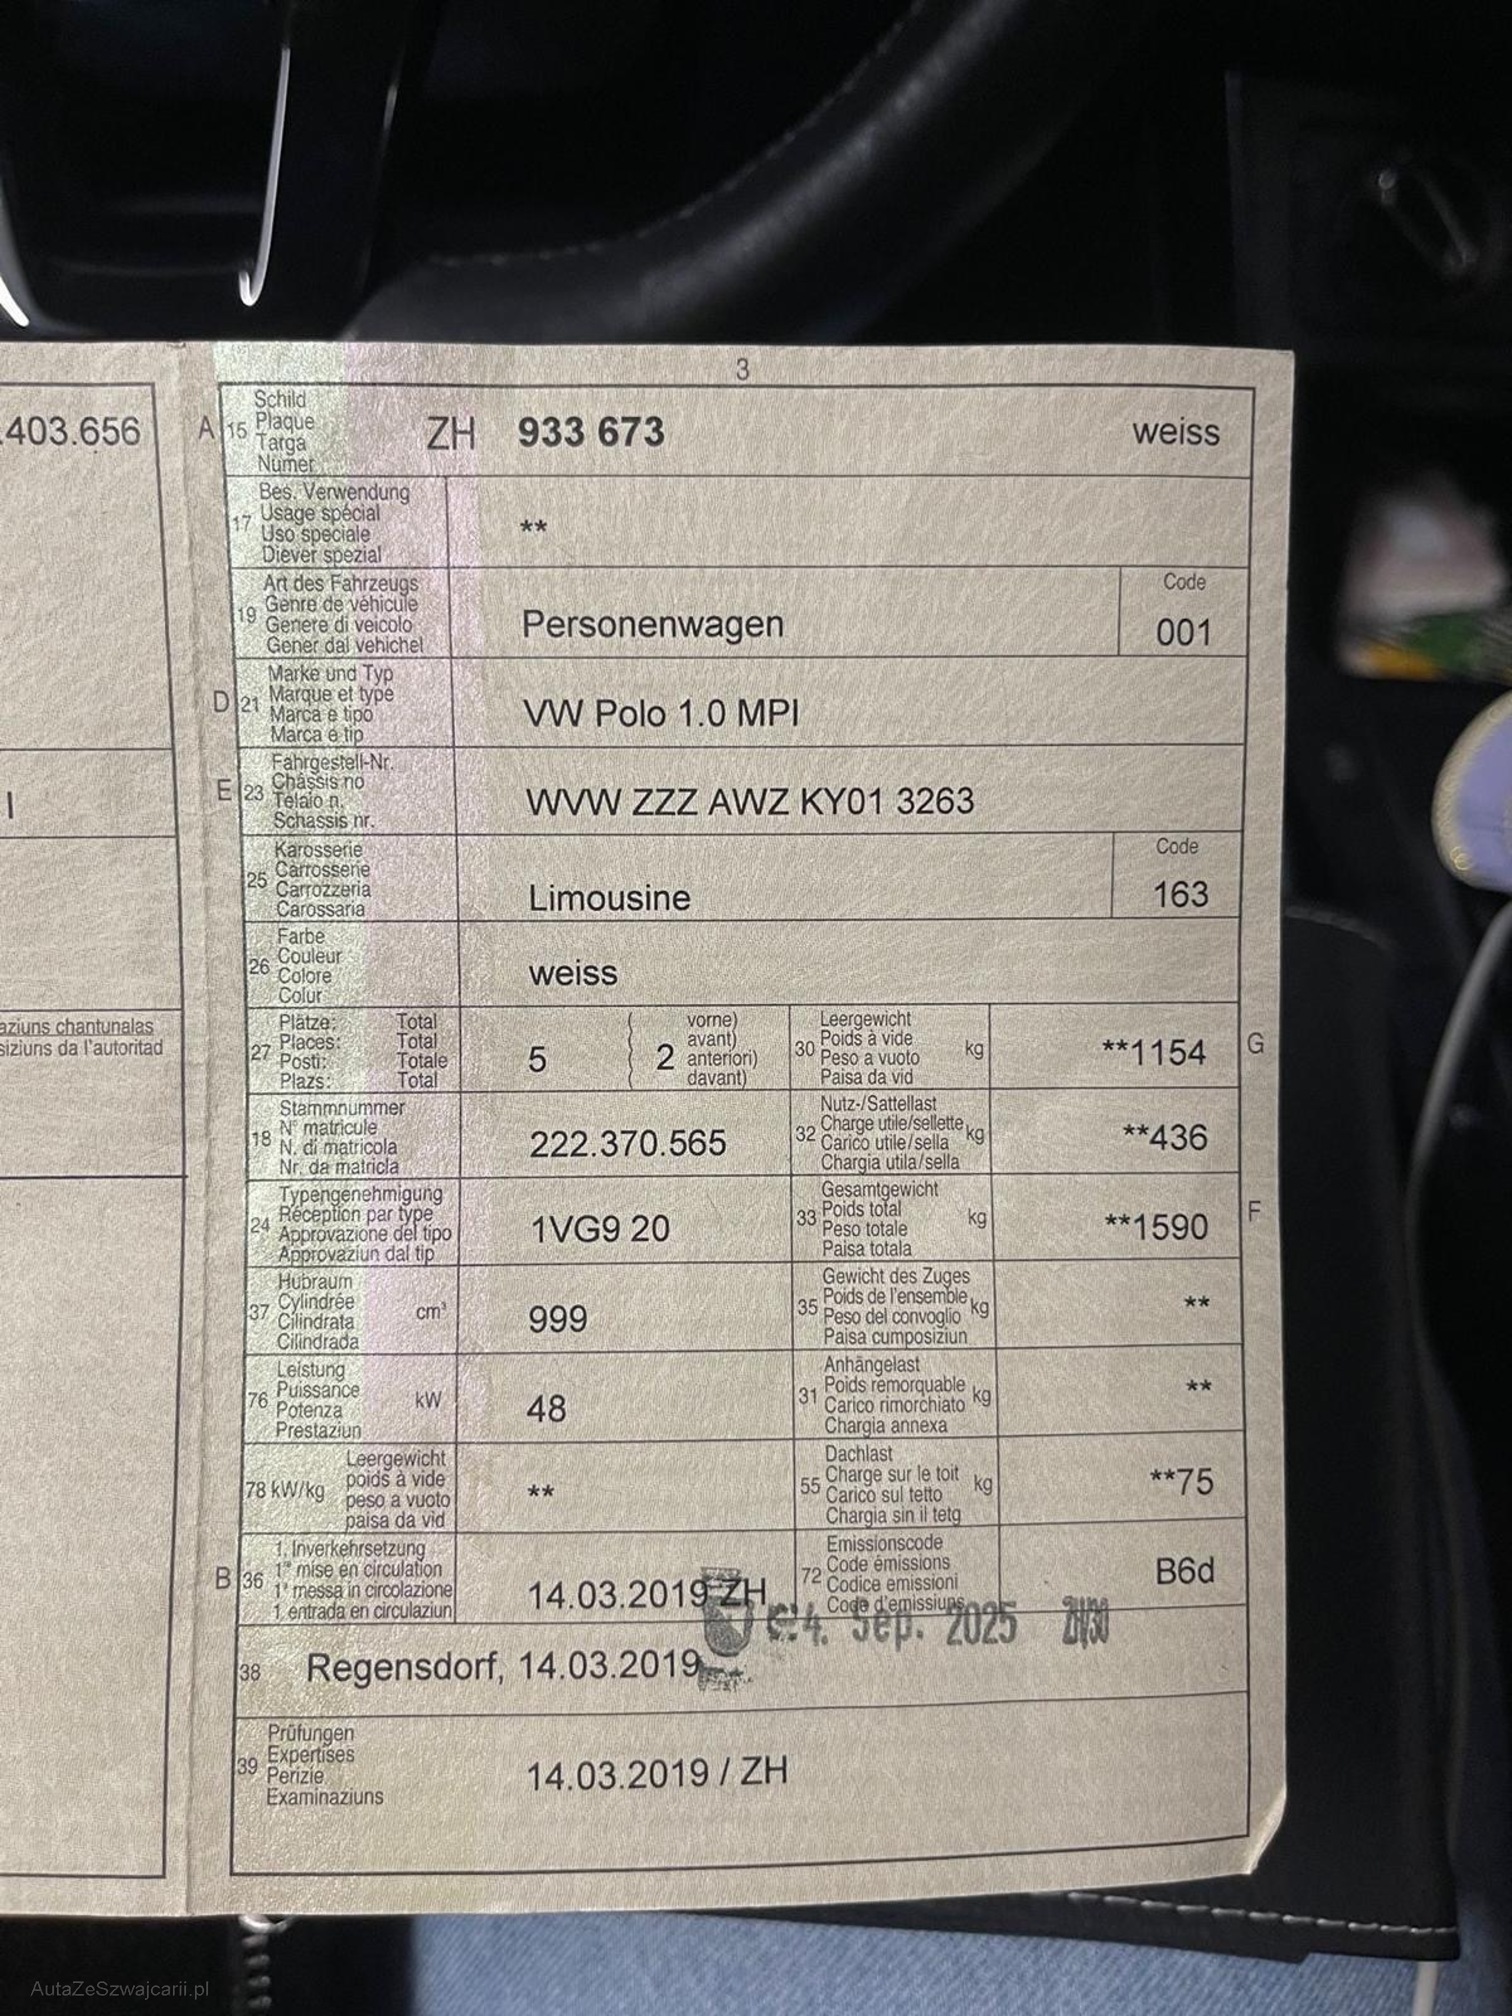 3
.403.656
A 15 Schild
Plaque
Targa
Numer
ZH 933 673 weiss
17 Bes. Verwendung
Usage spécial
Uso speciale
Diever spezial
**
19 Art des Fahrzeugs
Genre de véhicule
Genere di veicolo
Gener dal vehichel
Personenwagen
Code
001
D 21 Marke und Typ
Marque et type
Marca e tipo
Marca e tip
VW Polo 1.0 MPI
E 23 Fahrgestell-Nr.
Châssis no
Telaio n.
Schassis nr.
WVW ZZZ AWZ KY01 3263
25 Karosserie
Carrosserie
Carrozzeria
Carossaria
Limousine
Code
163
26 Farbe
Couleur
Colore
Colur
weiss
aziuns chantunalas
siziuns da l'autoritad
27 Plätze: Total
Places: Total
Posti: Totale
Plazs: Total
5
2
vorne)
avant)
anteriori)
davant)
30 Leergewicht
Poids à vide
Peso a vuoto
Paisa da vid
kg
**1154
G
18 Stammnummer
N° matricule
N. di matricola
Nr. da matricla
222.370.565
32 Nutz-/Sattellast
Charge utile/sellette
Carico utile/sella
Chargia utila/sella
kg
**436
24 Typengenehmigung
Réception par type
Approvazione del tipo
Approvaziun dal tip
1VG9 20
33 Gesamtgewicht
Poids total
Peso totale
Paisa totala
kg
**1590
F
37 Hubraum
Cylindrée
Cilindrata
Cilindrada
cm³
999
35 Gewicht des Zuges
Poids de l'ensemble
Peso del convoglio
Paisa cumposiziun
kg
**
76 Leistung
Puissance
Potenza
Prestaziun
kW
48
31 Anhängelast
Poids remorquable
Carico rimorchiato
Chargia annexa
kg
**
78 kW/kg
Leergewicht
poids à vide
peso a vuoto
paisa da vid
**
55 Dachlast
Charge sur le toit
Carico sul tetto
Chargia sin il tetg
kg
**75
B 36 1. Inverkehrsetzung
1re mise en circulation
1a messa in circolazione
1. entrada en circulaziun
14.03.2019 ZH
72 Emissionscode
Code émissions
Codice emissioni
Code d'emissiuns
B6d
4. Sep. 2025
38 Regensdorf, 14.03.2019
39 Prüfungen
Expertises
Perizie
Examinaziuns
14.03.2019 / ZH
AutaZeSzwajcarii.pl